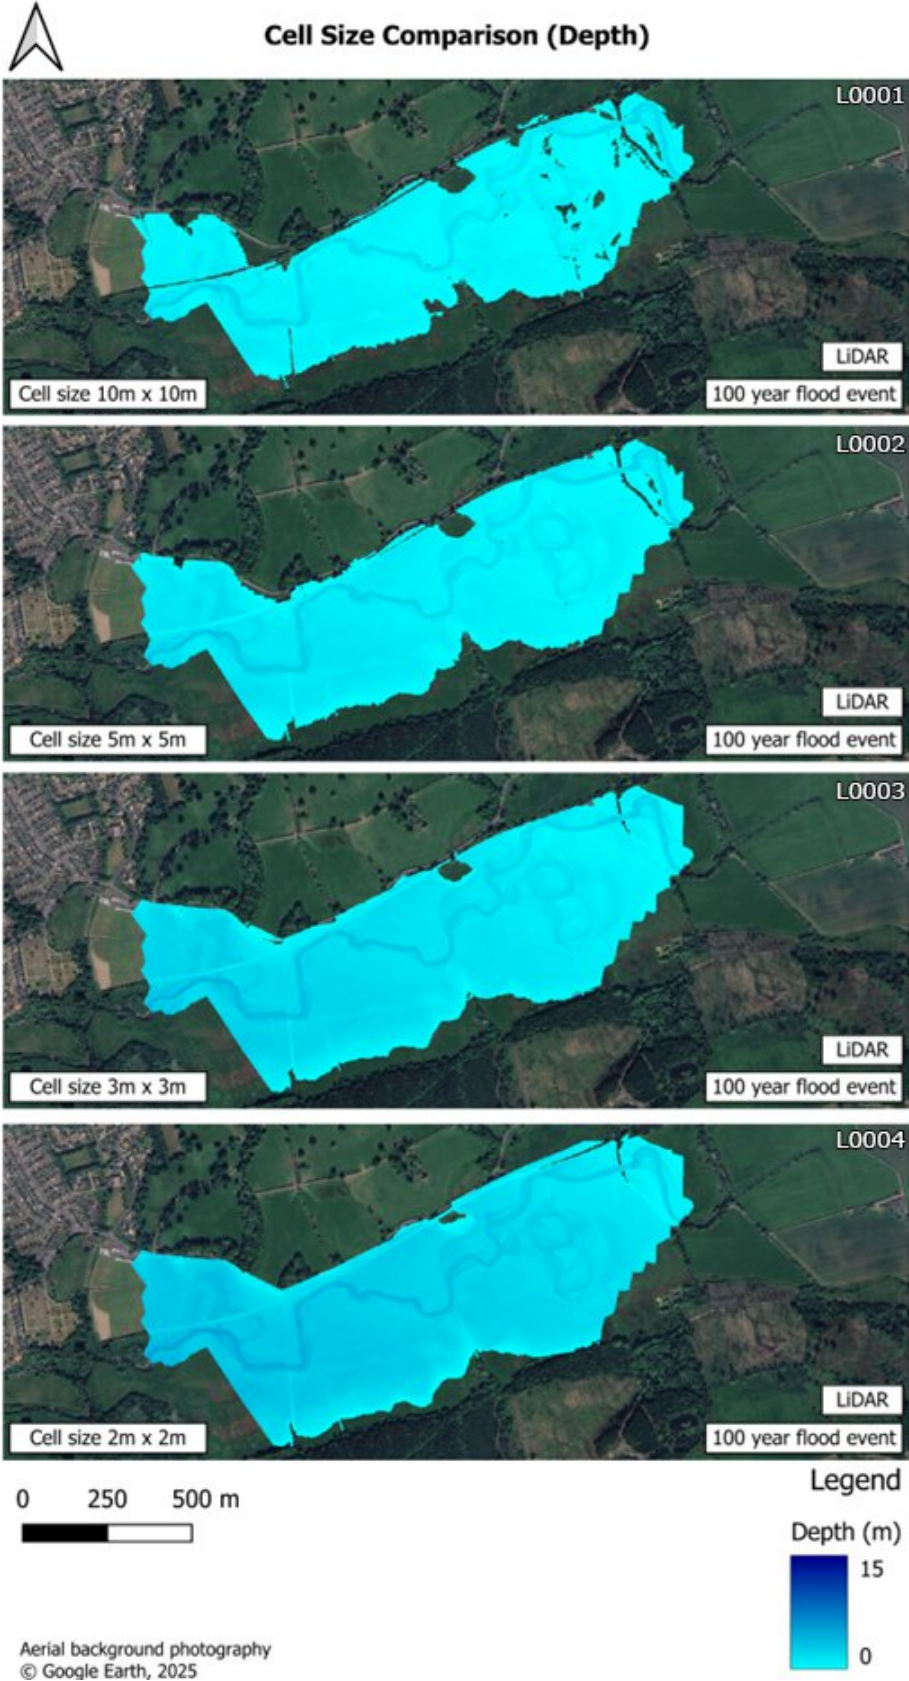 Cell Size Comparison (Depth)
L0001
LiDAR
Cell size 10m x 10m
100 year flood event
L0002
LiDAR
Cell size 5m x 5m
100 year flood event
L0003
LiDAR
Cell size 3m x 3m
100 year flood event
L0004
LiDAR
Cell size 2m x 2m
100 year flood event
0 250 500 m
Legend
Depth (m)
15
0
Aerial background photography
© Google Earth, 2025